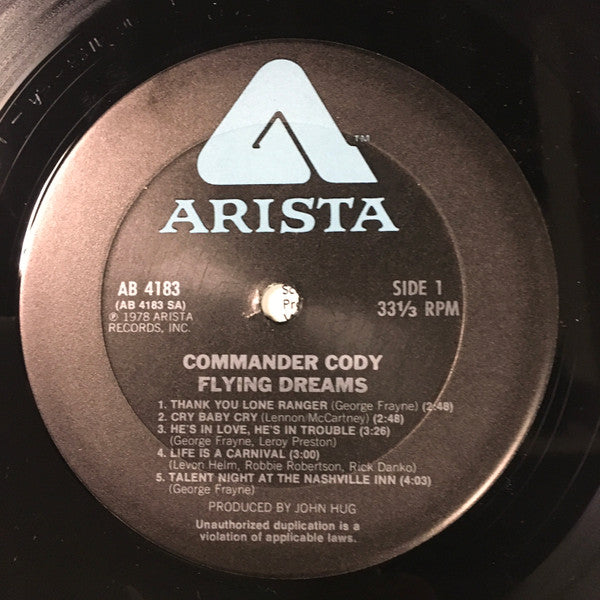 TM
ARISTA
AB 4183
(AB 4183 SA)
℗ 1978 ARISTA
RECORDS, INC.
SIDE 1
33⅓ RPM
COMMANDER CODY
FLYING DREAMS
1. THANK YOU LONE RANGER (George Frayne) (2:48)
2. CRY BABY CRY (Lennon/McCartney) (2:48)
3. HE'S IN LOVE, HE'S IN TROUBLE (3:26)
(George Frayne, Leroy Preston)
4. LIFE IS A CARNIVAL (3:00)
(Levon Helm, Robbie Robertson, Rick Danko)
5. TALENT NIGHT AT THE NASHVILLE INN (4:03)
(George Frayne)
PRODUCED BY JOHN HUG
Unauthorized duplication is a
violation of applicable laws.